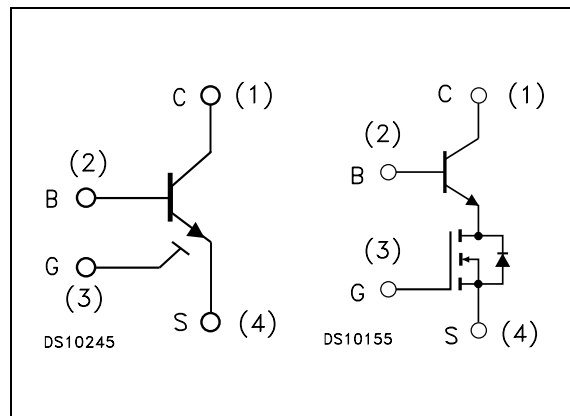 C (1)
(2)
B
G
(3)
S (4)
DS10245
C (1)
(2)
B
(3)
G
S (4)
DS10155